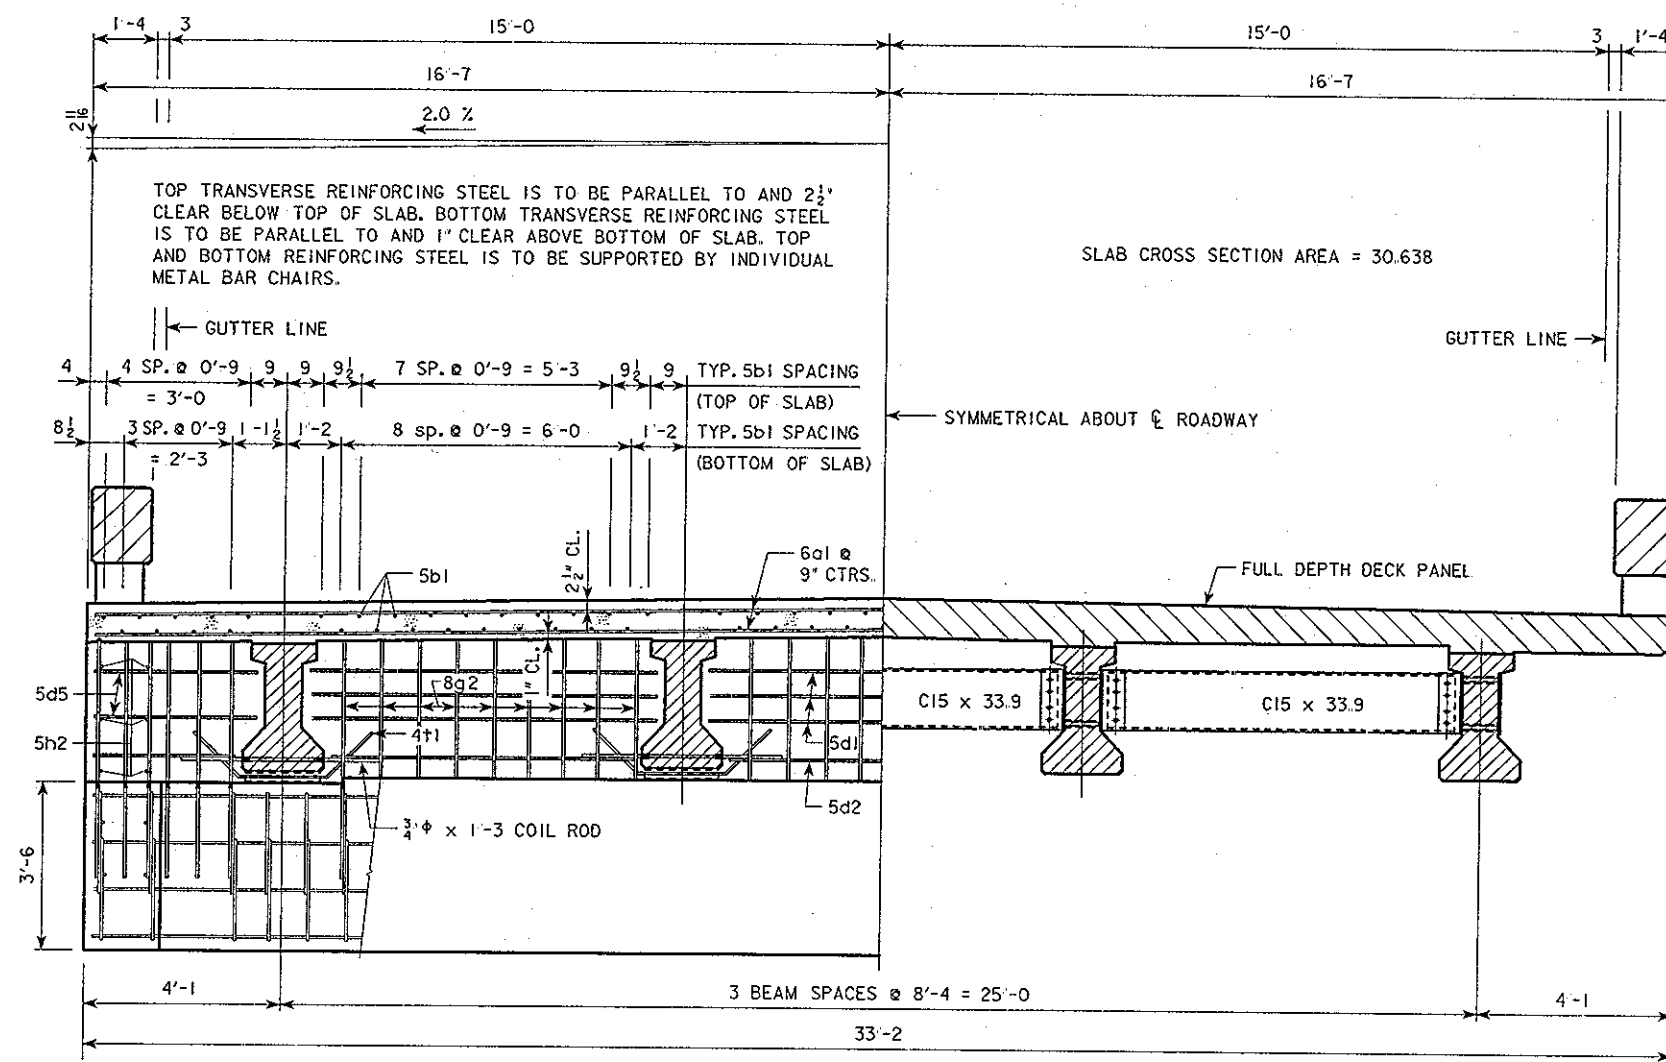 1'-4 3 15'-0 15'-0 3 1'-4
16'-7 16'-7
2 11/16
2.0 %
TOP TRANSVERSE REINFORCING STEEL IS TO BE PARALLEL TO AND 2½"
CLEAR BELOW TOP OF SLAB. BOTTOM TRANSVERSE REINFORCING STEEL
IS TO BE PARALLEL TO AND 1" CLEAR ABOVE BOTTOM OF SLAB. TOP
AND BOTTOM REINFORCING STEEL IS TO BE SUPPORTED BY INDIVIDUAL
METAL BAR CHAIRS.
SLAB CROSS SECTION AREA = 30.638
GUTTER LINE
GUTTER LINE
4 4 SP. @ 0'-9 9 9 9½ 7 SP. @ 0'-9 = 5'-3 9½ 9 TYP. 5b1 SPACING
= 3'-0 (TOP OF SLAB)
SYMMETRICAL ABOUT ℄ ROADWAY
8½ 3 SP. @ 0'-9 1'-1½ 1'-2 8 sp. @ 0'-9 = 6'-0 1'-2 TYP. 5b1 SPACING
= 2'-3 (BOTTOM OF SLAB)
2½" CL.
6a1 @
9" CTRS.
5b1
FULL DEPTH DECK PANEL
1" CL.
5d5
8g2
C15 x 33.9
C15 x 33.9
5h2
4t1
5d1
5d2
¾ Φ x 1'-3 COIL ROD
3'-6
4'-1 3 BEAM SPACES @ 8'-4 = 25'-0 4'-1
33'-2